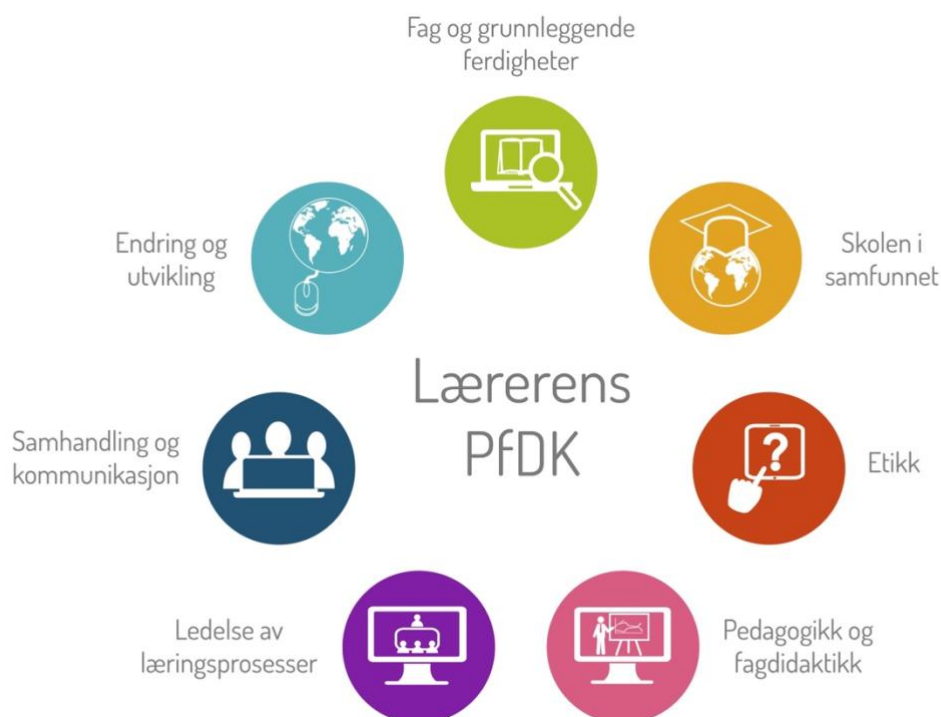 Fag og grunnleggende
ferdigheter
Endring og
utvikling
Skolen i
samfunnet
Lærerens
PfDK
Samhandling og
kommunikasjon
?
Etikk
Ledelse av
læringsprosesser
Pedagogikk og
fagdidaktikk